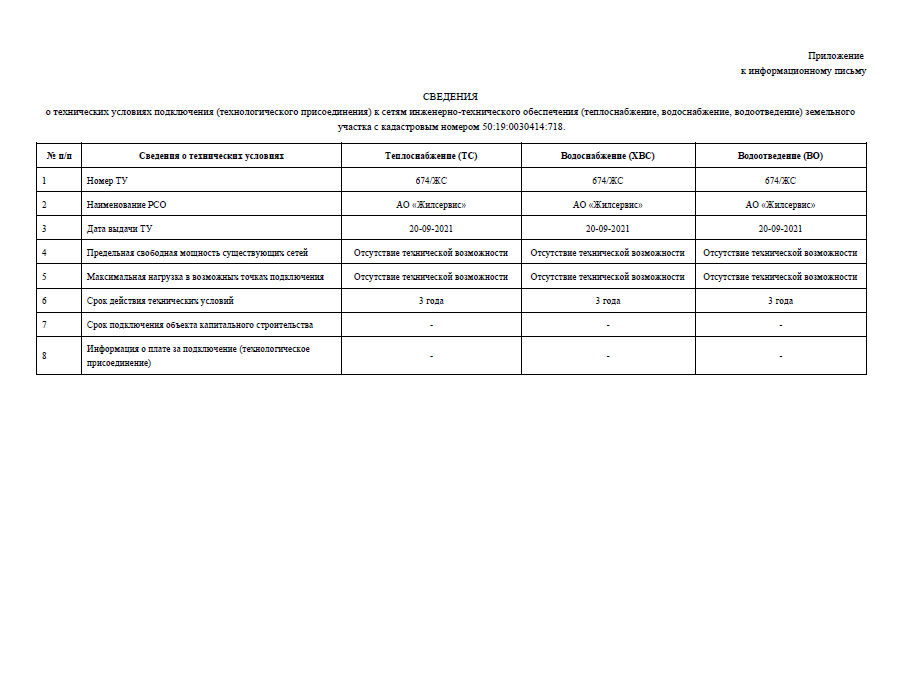 Приложение
к информационному письму
СВЕДЕНИЯ
о технических условиях подключения (технологического присоединения) к сетям инженерно-технического обеспечения (теплоснабжение, водоснабжение, водоотведение) земельного
участка с кадастровым номером 50:19:0030414:718.
№ п/п Сведения о технических условиях Теплоснабжение (ТС) Водоснабжение (ХВС) Водоотведение (ВО)
1 Номер ТУ 674/ЖС 674/ЖС 674/ЖС
2 Наименование РСО АО «Жилсервис» АО «Жилсервис» АО «Жилсервис»
3 Дата выдачи ТУ 20-09-2021 20-09-2021 20-09-2021
4 Предельная свободная мощность существующих сетей Отсутствие технической возможности Отсутствие технической возможности Отсутствие технической возможности
5 Максимальная нагрузка в возможных точках подключения Отсутствие технической возможности Отсутствие технической возможности Отсутствие технической возможности
6 Срок действия технических условий 3 года 3 года 3 года
7 Срок подключения объекта капитального строительства - - -
8 Информация о плате за подключение (технологическое
присоединение) - - -